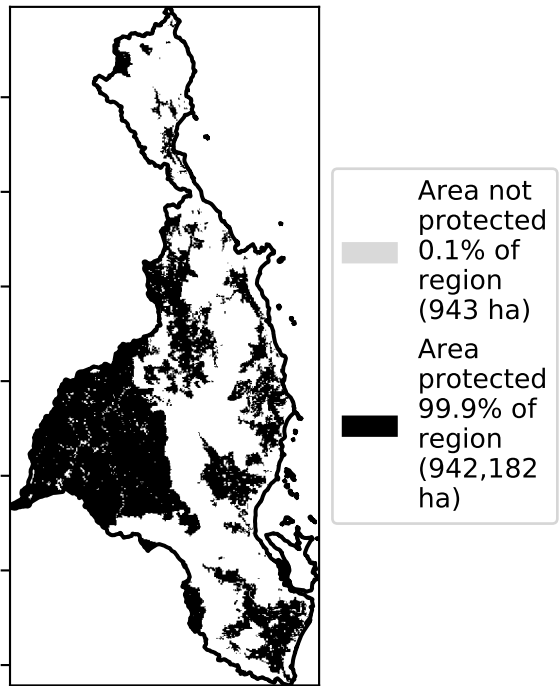 Area not
protected
0.1% of
region
(943 ha)
Area
protected
99.9% of
region
(942,182
ha)